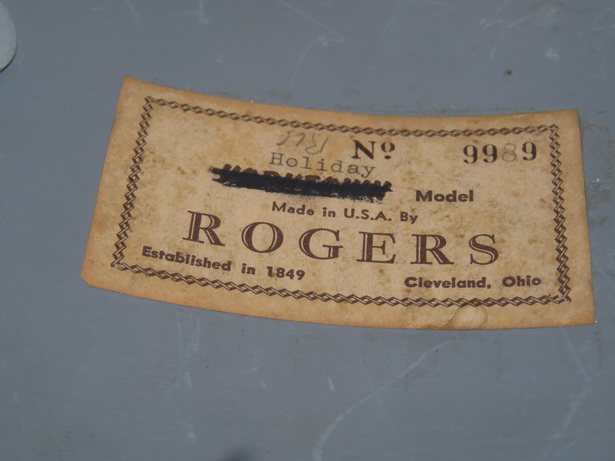 Nº 9989
Holiday
Model
Made in U.S.A. By
ROGERS
Established in 1849 Cleveland, Ohio